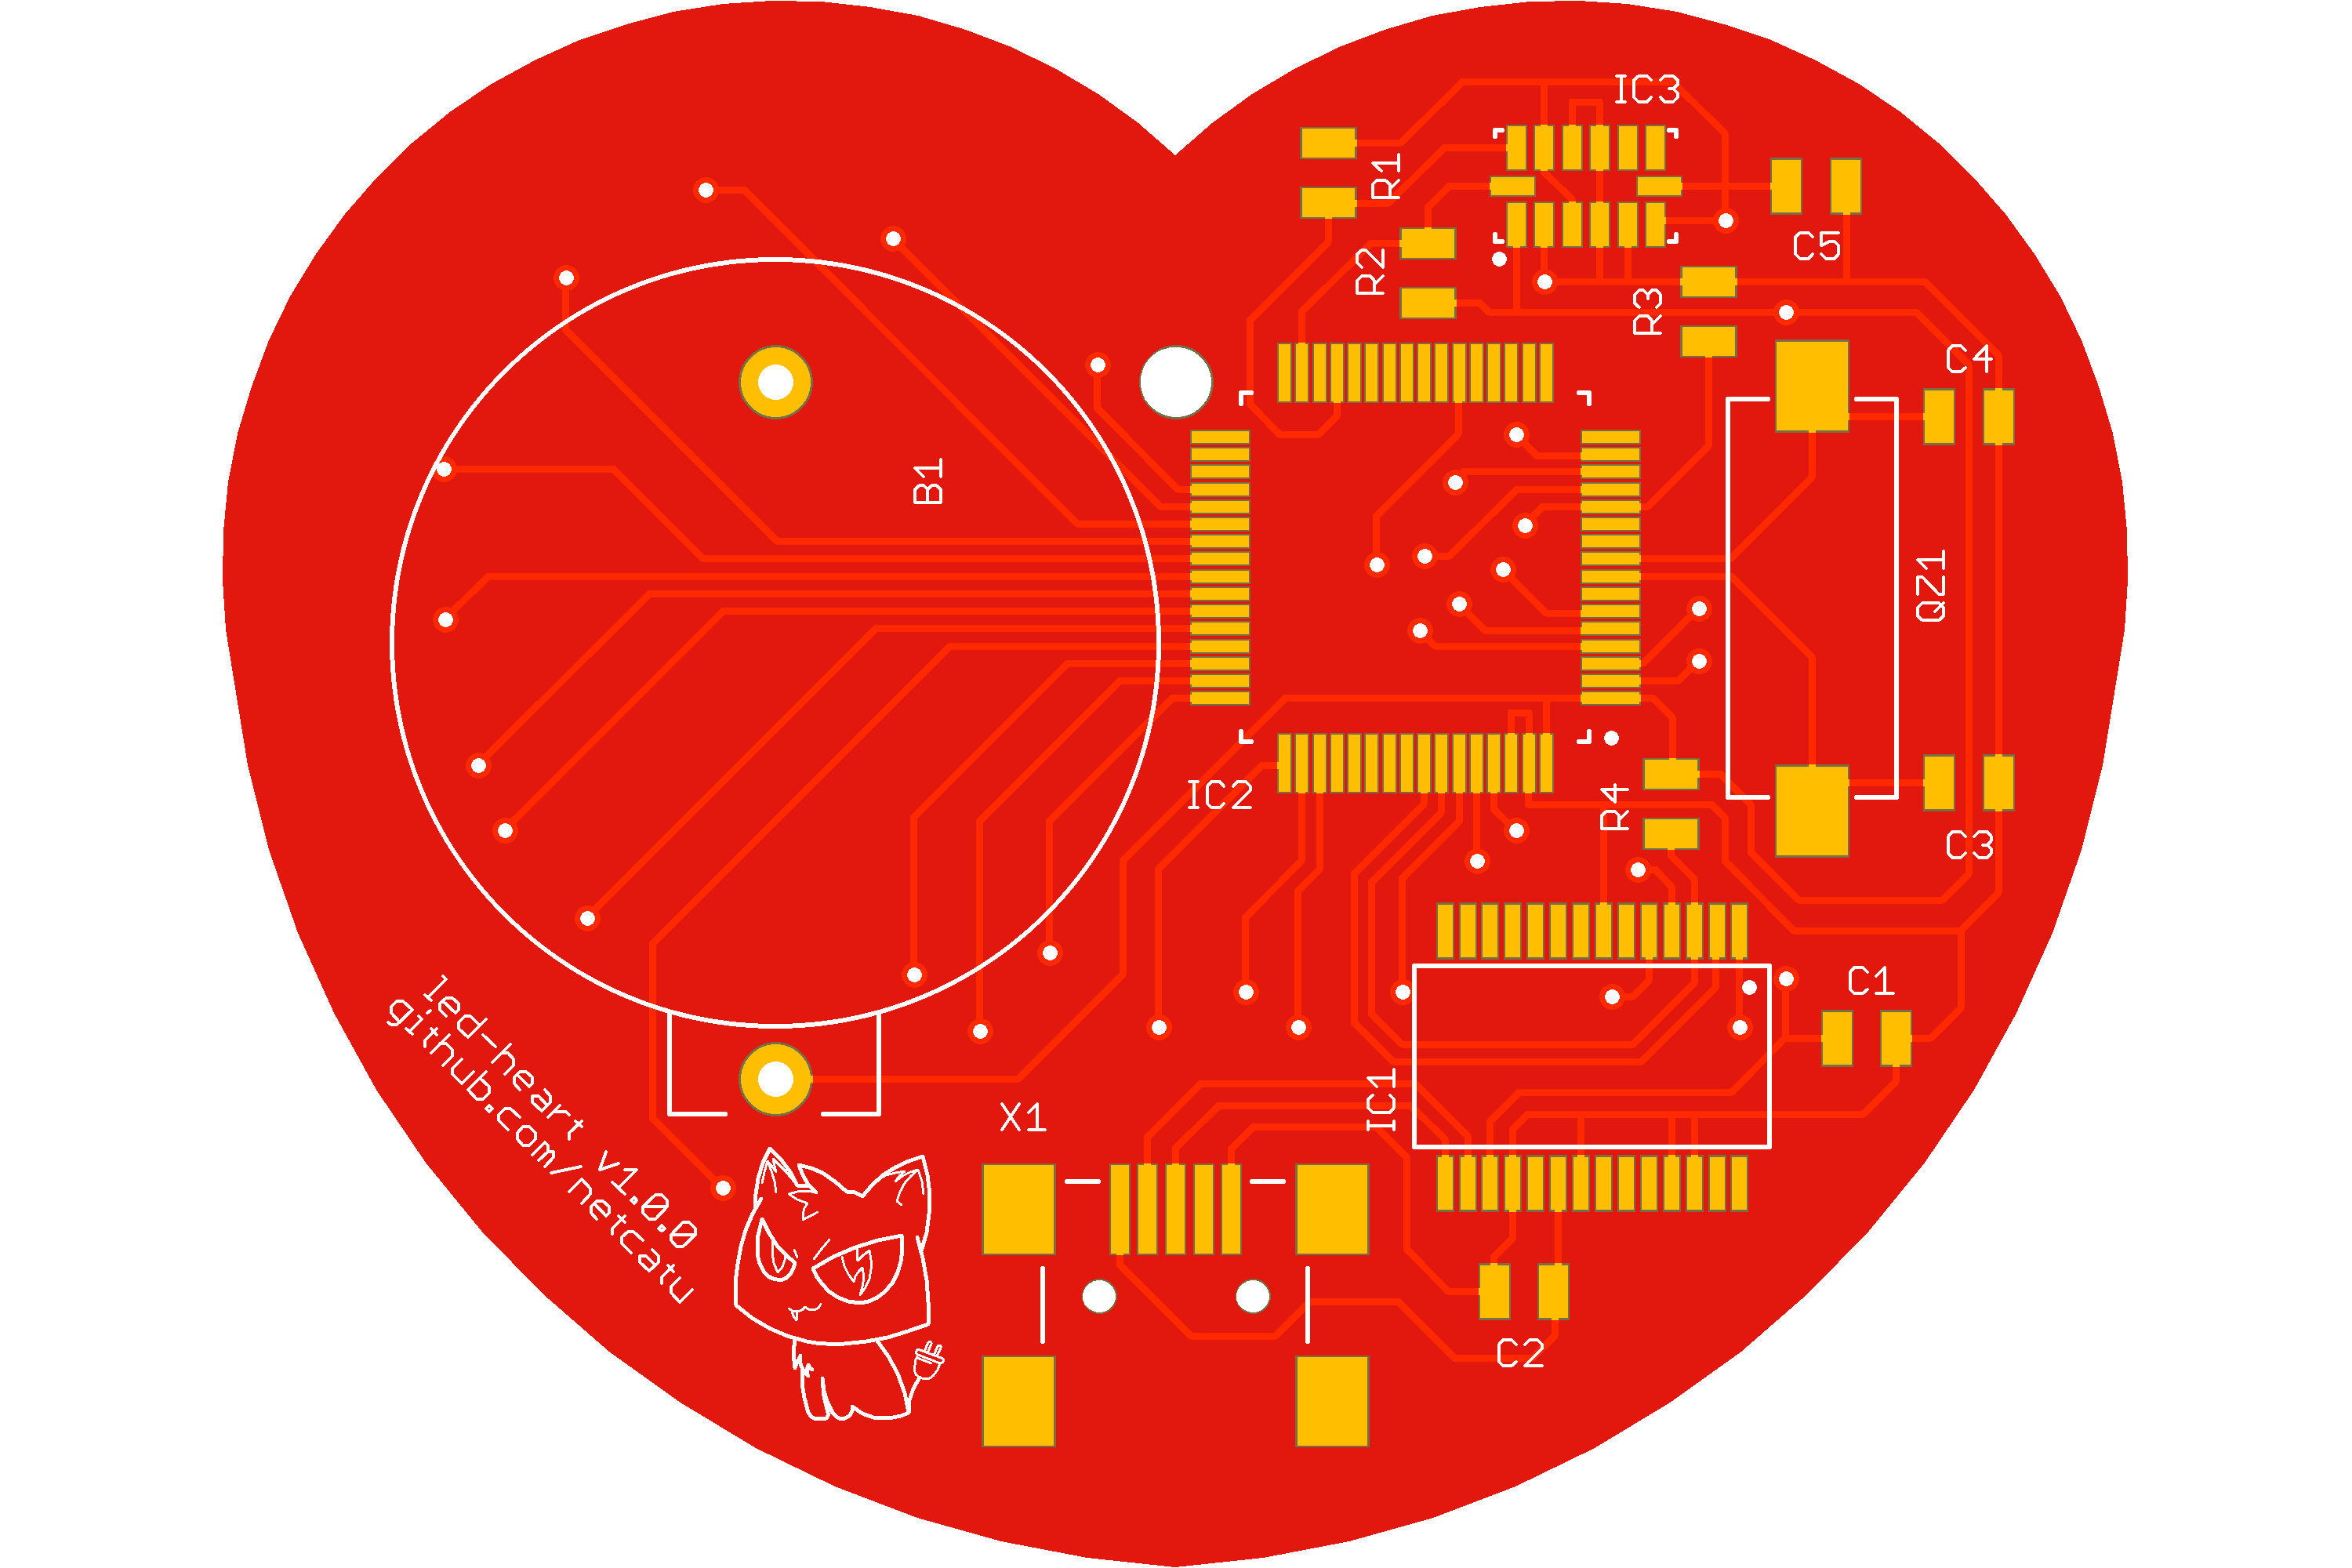 IC3
R1
C5
R2
R3
C4
B1
QZ1
IC2
R4
C3
C1
led heart v1.0.0
github.com/netcatz
IC1
X1
C2